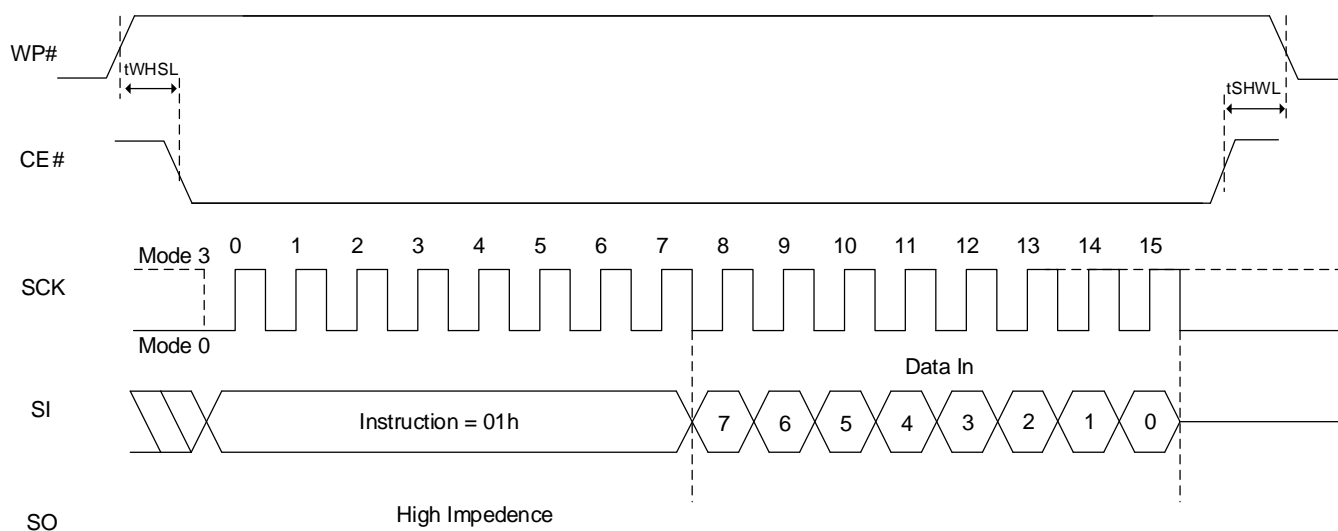 WP#
tWHSL
tSHWL
CE#
0 1 2 3 4 5 6 7 8 9 10 11 12 13 14 15
Mode 3
SCK
Mode 0
Data In
SI
Instruction = 01h
7 6 5 4 3 2 1 0
High Impedence
SO